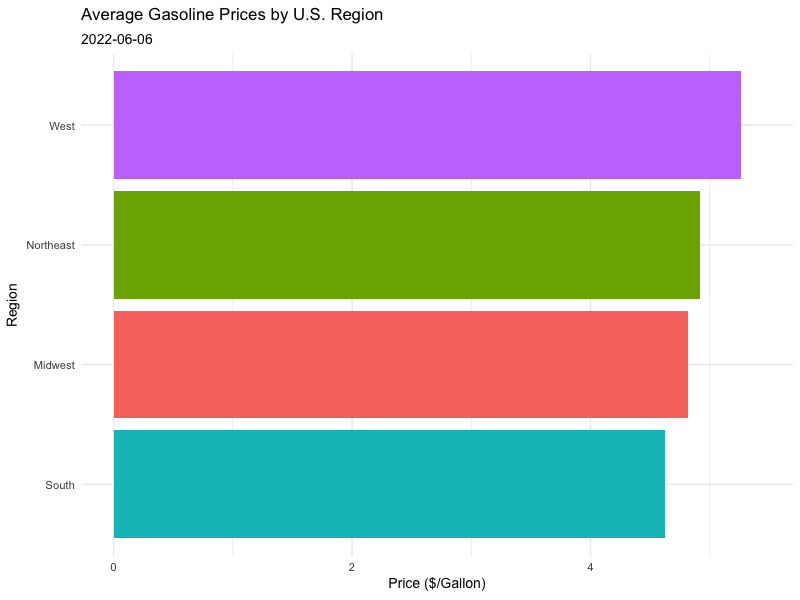 Average Gasoline Prices by U.S. Region
2022-06-06
West
Northeast
Midwest
South
Region
0 2 4
Price ($/Gallon)